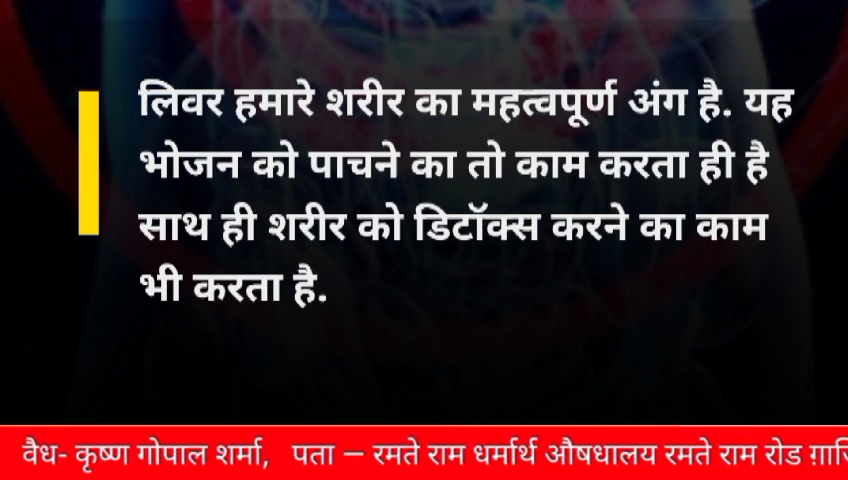 लिवर हमारे शरीर का महत्वपूर्ण अंग है. यह
भोजन को पाचने का तो काम करता ही है
साथ ही शरीर को डिटॉक्स करने का काम
भी करता है.
वैध- कृष्ण गोपाल शर्मा, पता – रमते राम धर्मार्थ औषधालय रमते राम रोड